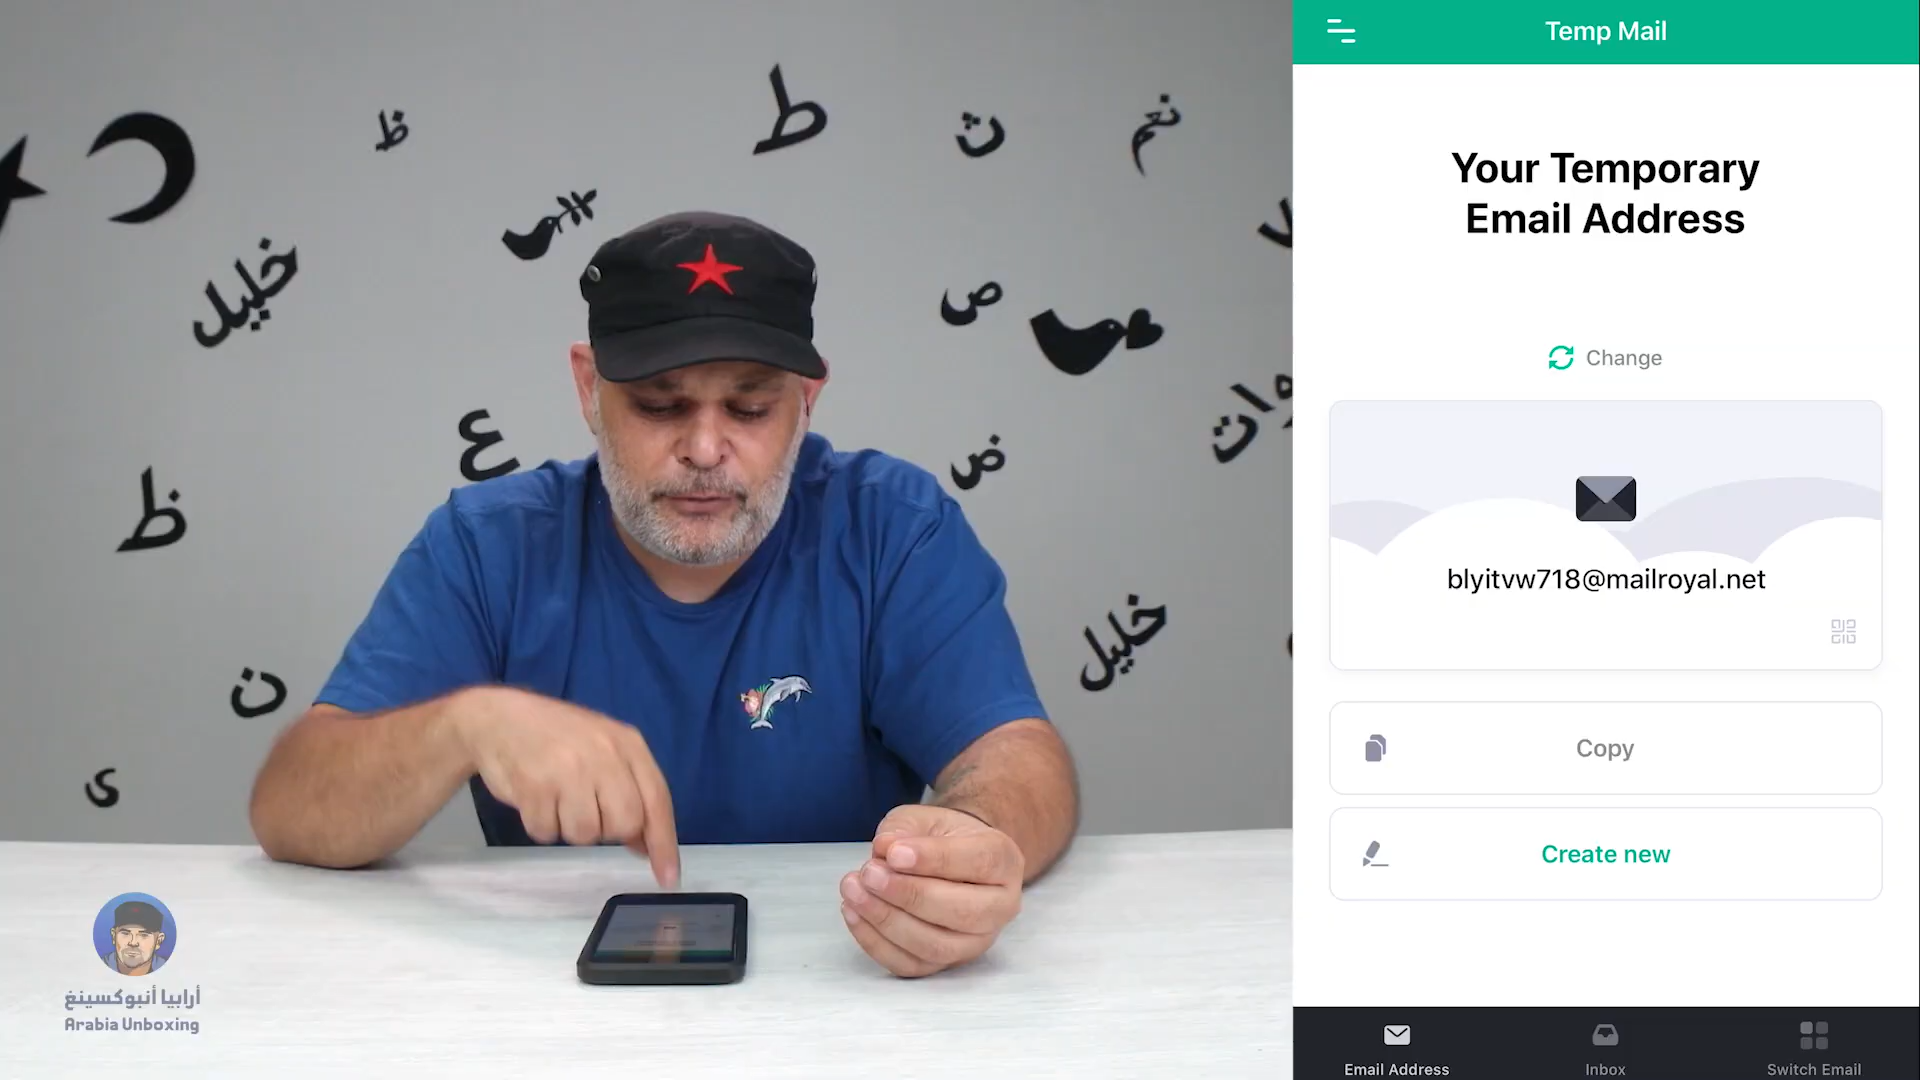 ظ
ط
ث
نعم
خليل
ص
ع
ض
ظ
خليل
ن
ي
أرابيا أنبوكسينغ
Arabia Unboxing
Temp Mail
Your Temporary
Email Address
Change
blyitvw718@mailroyal.net
Copy
Create new
Email Address
Inbox
Switch Email